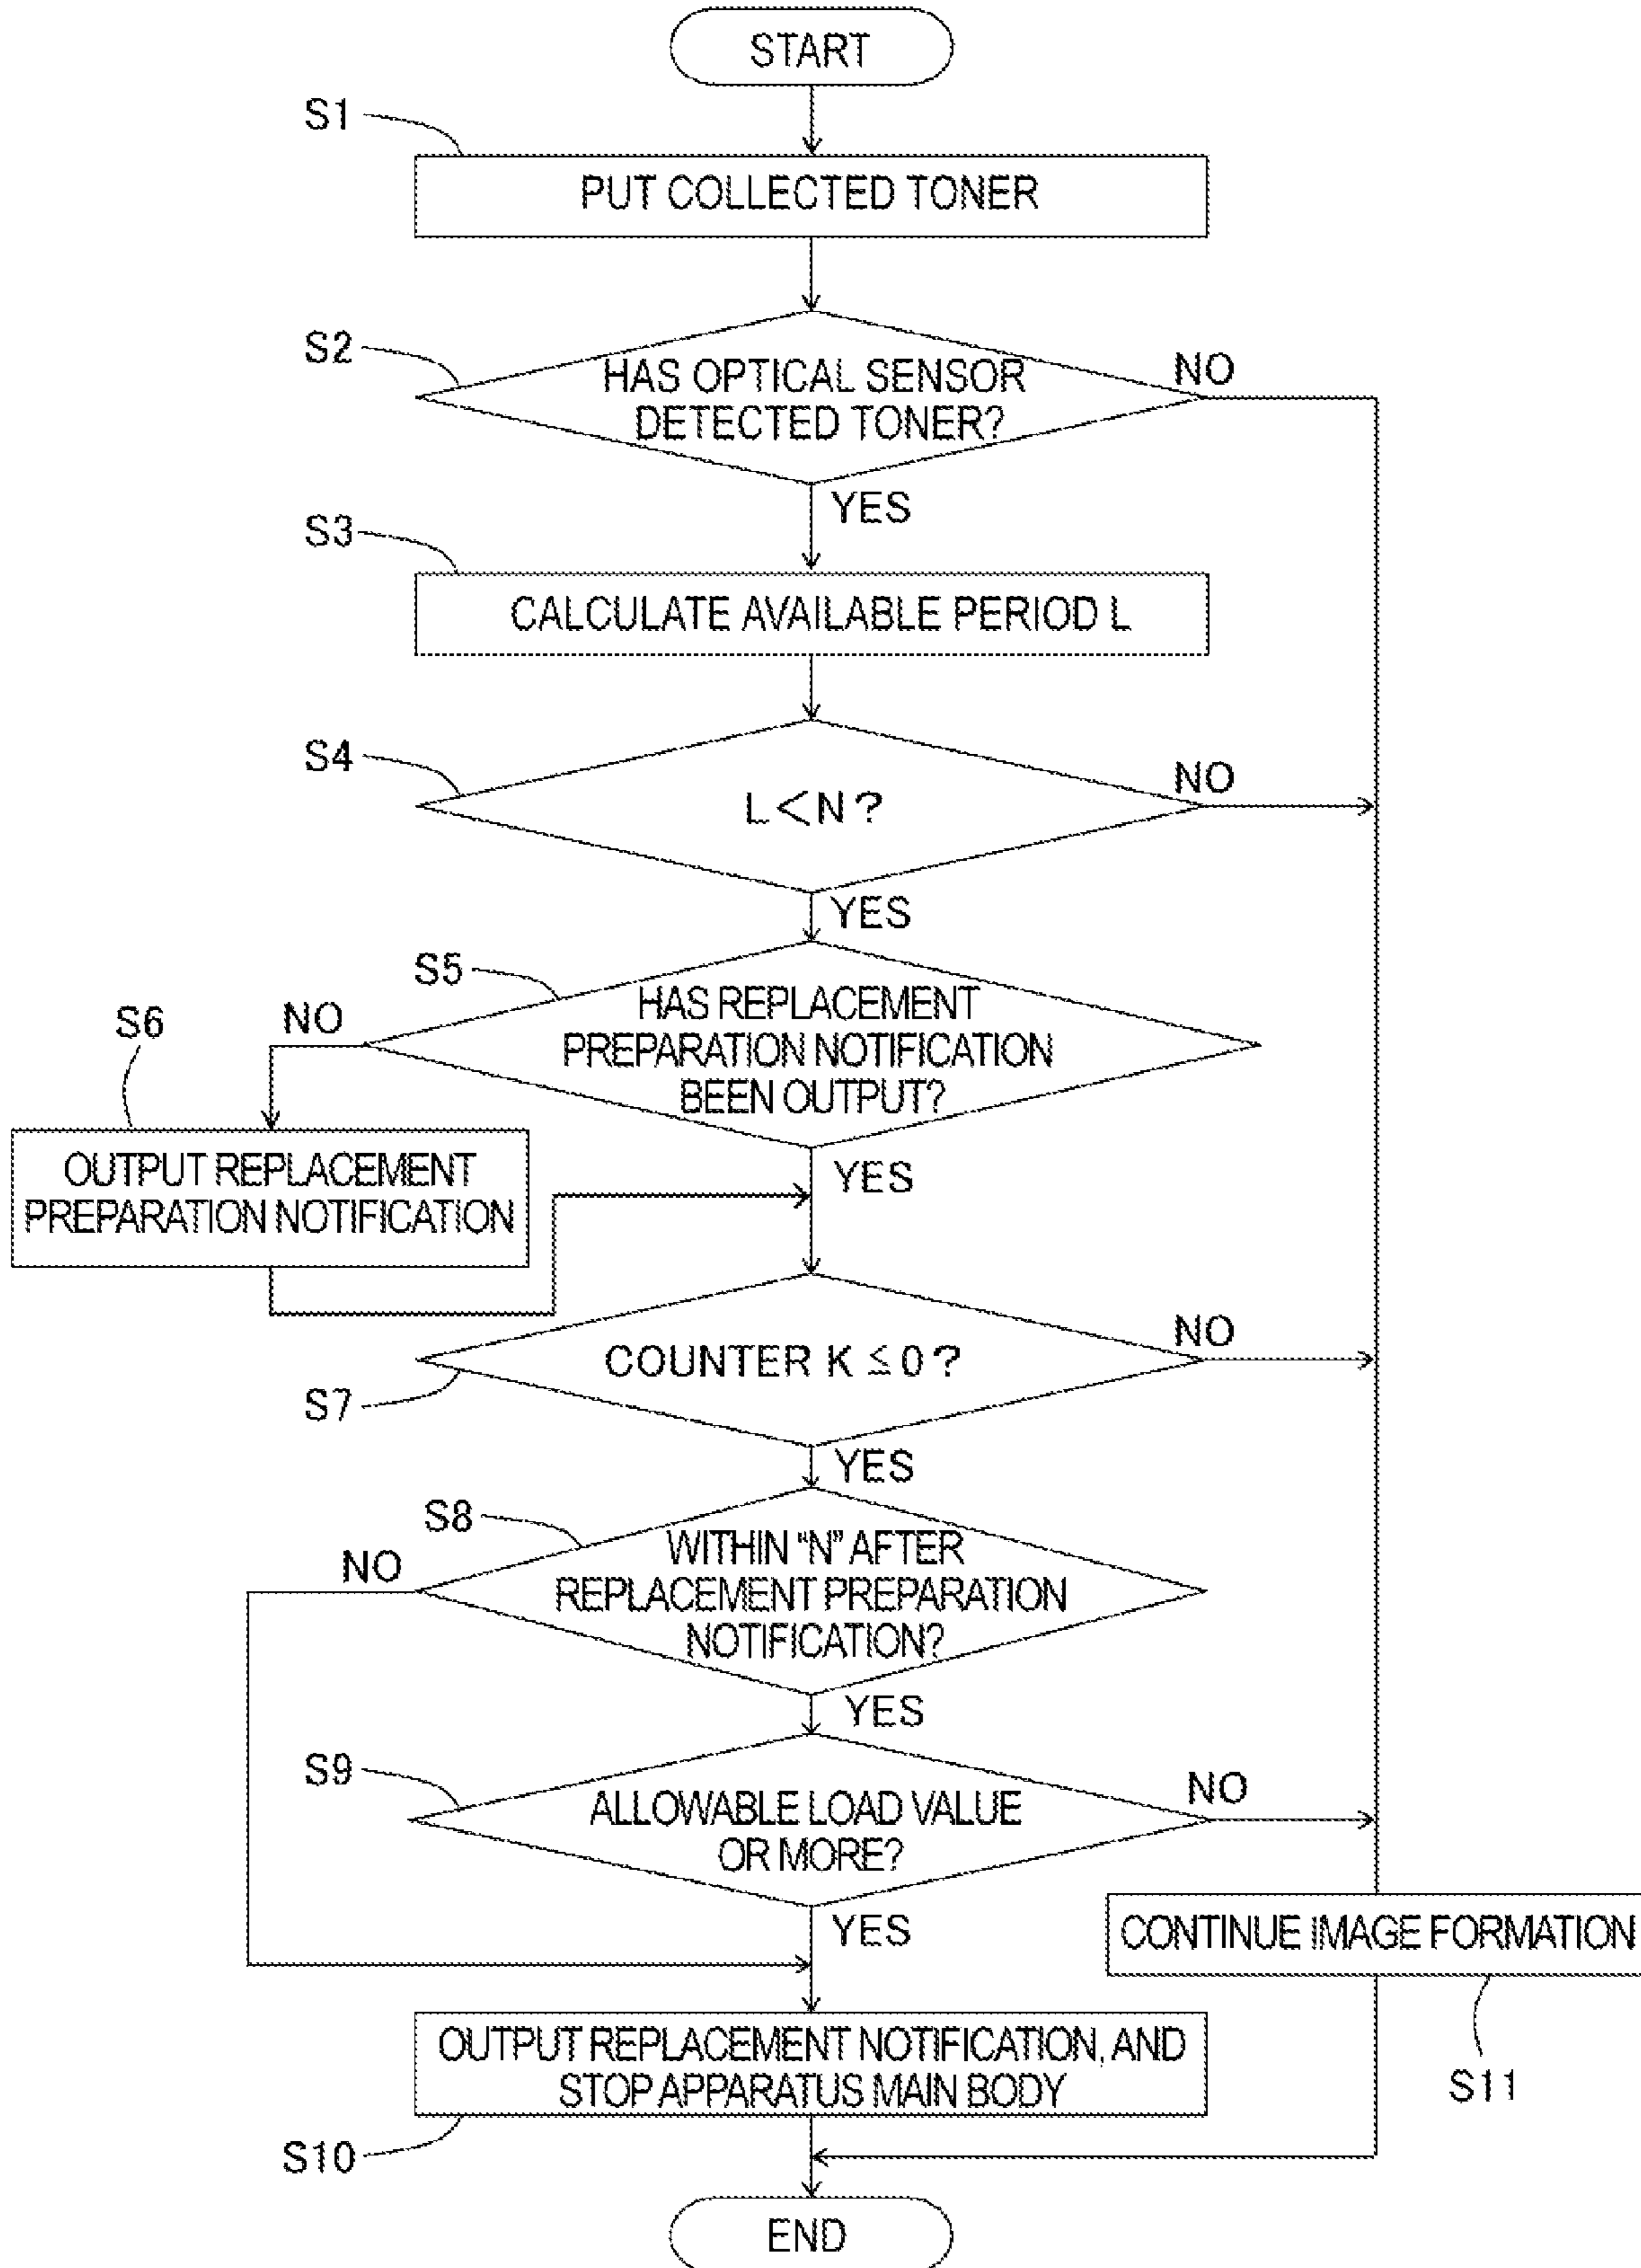 START
S1
PUT COLLECTED TONER
S2
HAS OPTICAL SENSOR
DETECTED TONER?
NO
YES
S3
CALCULATE AVAILABLE PERIOD L
S4
L<N?
NO
YES
S5
HAS REPLACEMENT
PREPARATION NOTIFICATION
BEEN OUTPUT?
NO
YES
S6
OUTPUT REPLACEMENT
PREPARATION NOTIFICATION
COUNTER K ≦0?
NO
S7
YES
S8
WITHIN "N" AFTER
REPLACEMENT PREPARATION
NOTIFICATION?
NO
YES
S9
ALLOWABLE LOAD VALUE
OR MORE?
NO
YES
CONTINUE IMAGE FORMATION
S11
OUTPUT REPLACEMENT NOTIFICATION, AND
STOP APPARATUS MAIN BODY
S10
END